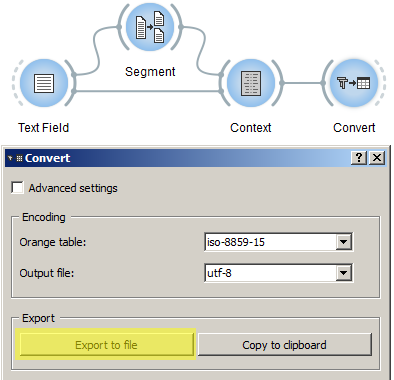 Segment
Text Field
Context
Convert
Convert
Advanced settings
Encoding
Orange table: iso-8859-15
Output file: utf-8
Export
Export to file Copy to clipboard